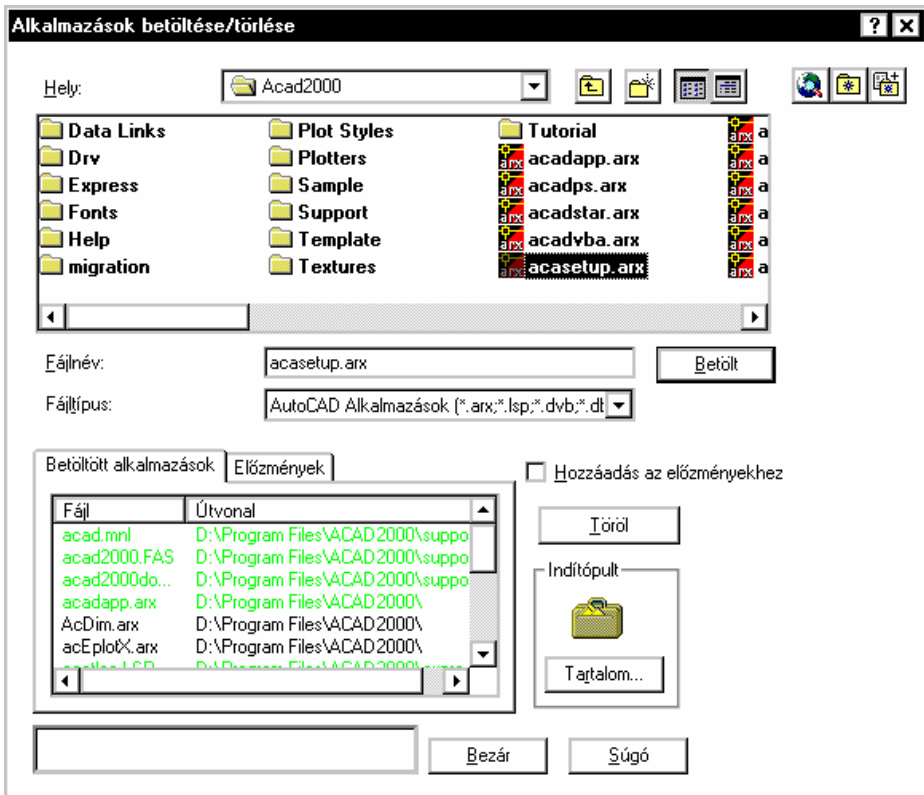 Alkalmazások betöltése/törlése
Hely:
Acad2000
Data Links
Drv
Express
Fonts
Help
migration
Plot Styles
Plotters
Sample
Support
Template
Textures
Tutorial
acadapp.arx
acadps.arx
acadstar.arx
acadvba.arx
acasetup.arx
a
a
a
a
a
a
Fájlnév:
acasetup.arx
Betölt
Fájltípus:
AutoCAD Alkalmazások (*.arx;*.lsp;*.dvb;*.dt
Betöltött alkalmazások
Előzmények
Hozzáadás az előzményekhez
Fájl Útvonal
acad.mnl D:\Program Files\ACAD2000\suppo
acad2000.FAS D:\Program Files\ACAD2000\suppo
acad2000do... D:\Program Files\ACAD2000\suppo
acadapp.arx D:\Program Files\ACAD2000\
AcDim.arx D:\Program Files\ACAD2000\
acEplotX.arx D:\Program Files\ACAD2000\
Töröl
Indítópult
Tartalom...
Bezár
Súgó